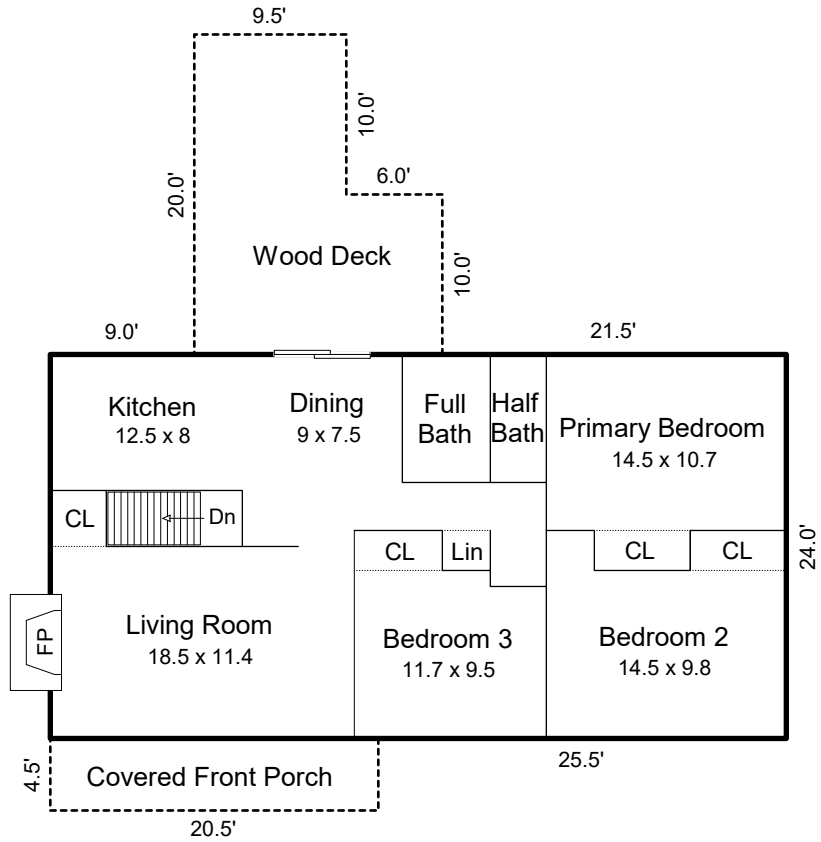 9.5'
10.0'
6.0'
20.0'
Wood Deck
10.0'
9.0'
21.5'
Kitchen
12.5 x 8
Dining
9 x 7.5
Full
Bath
Half
Bath
Primary Bedroom
14.5 x 10.7
CL
Dn
CL
Lin
CL
CL
24.0'
FP
Living Room
18.5 x 11.4
Bedroom 3
11.7 x 9.5
Bedroom 2
14.5 x 9.8
4.5'
Covered Front Porch
25.5'
20.5'